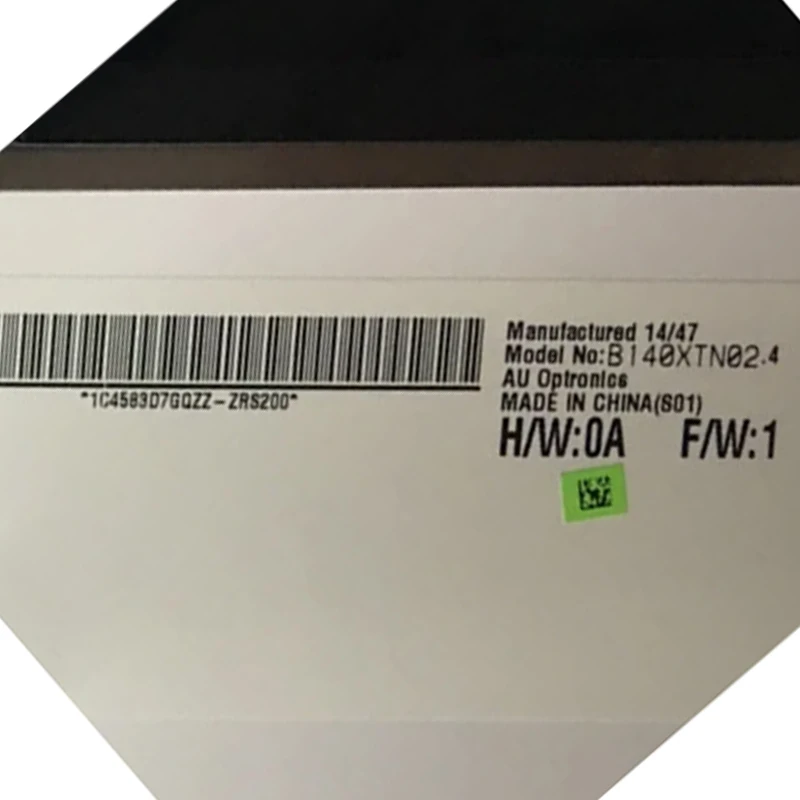 *1C4583D7GQZZ-ZRS200*
Manufactured 14/47
Model No:B140XTN02.4
AU Optronics
MADE IN CHINA(S01)
H/W:0A F/W:1